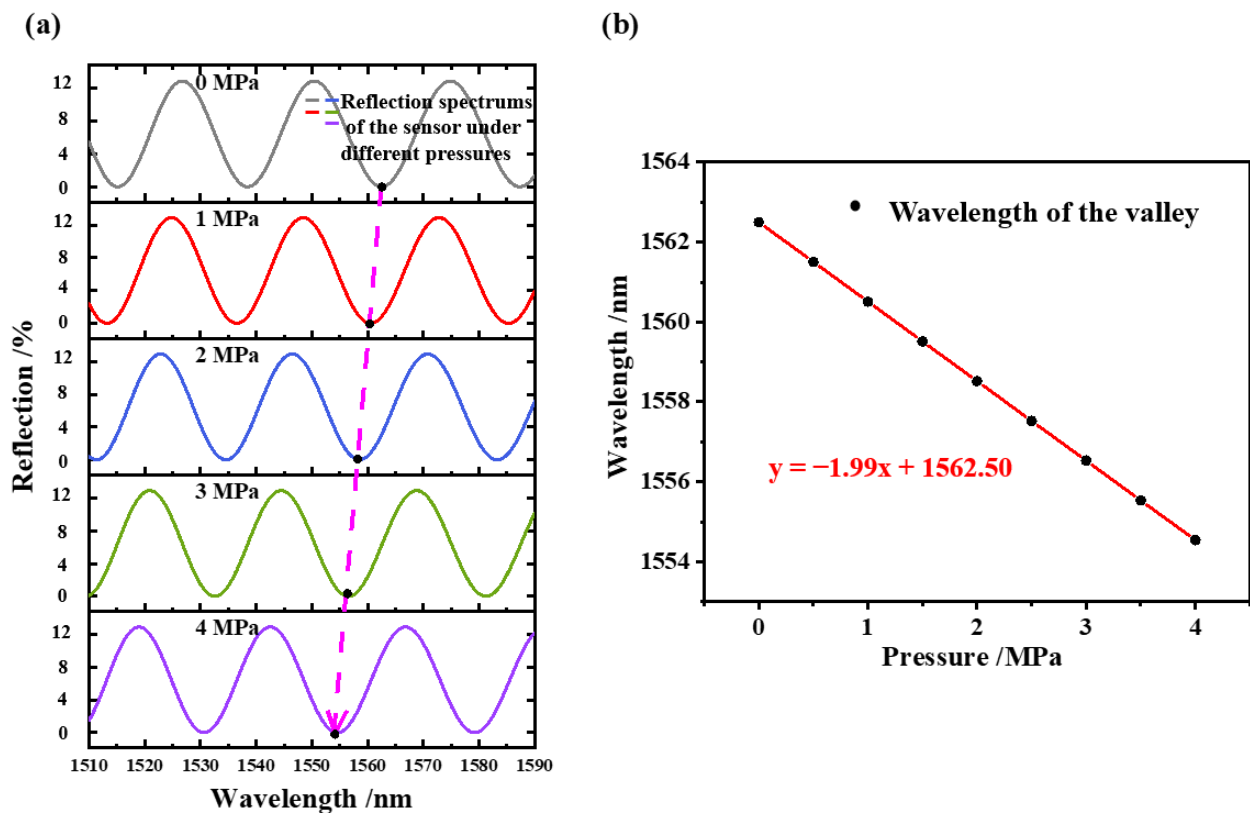 (a)
0 MPa
Reflection spectrums
of the sensor under
different pressures
12
8
4
0
1 MPa
12
8
4
0
2 MPa
12
8
4
0
3 MPa
12
8
4
0
4 MPa
12
8
4
0
Reflection /%
1510 1520 1530 1540 1550 1560 1570 1580 1590
Wavelength /nm
(b)
1564
1562
1560
1558
1556
1554
Wavelength /nm
Wavelength of the valley
y = −1.99x + 1562.50
0 1 2 3 4
Pressure /MPa